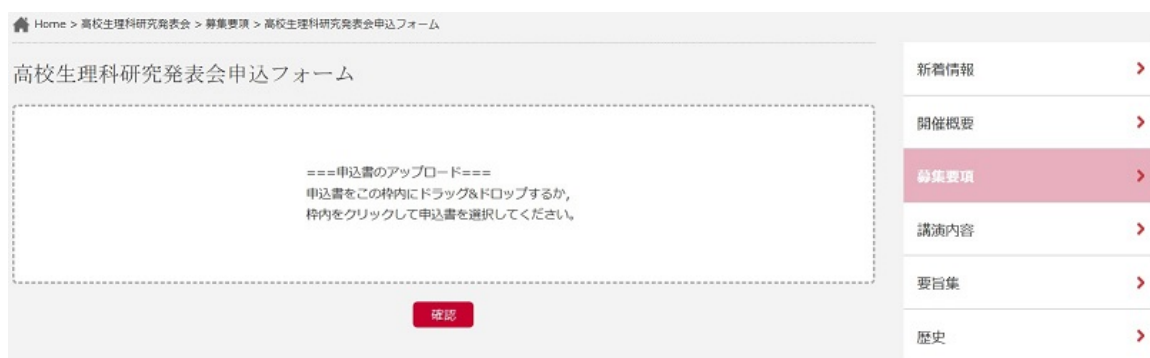 Home > 高校生理科研究発表会 > 募集要項 > 高校生理科研究発表会申込フォーム
高校生理科研究発表会申込フォーム
===申込書のアップロード===
申込書をこの枠内にドラッグ&ドロップするか,
枠内をクリックして申込書を選択してください。
確認
新着情報
開催概要
募集要項
講演内容
要旨集
歴史